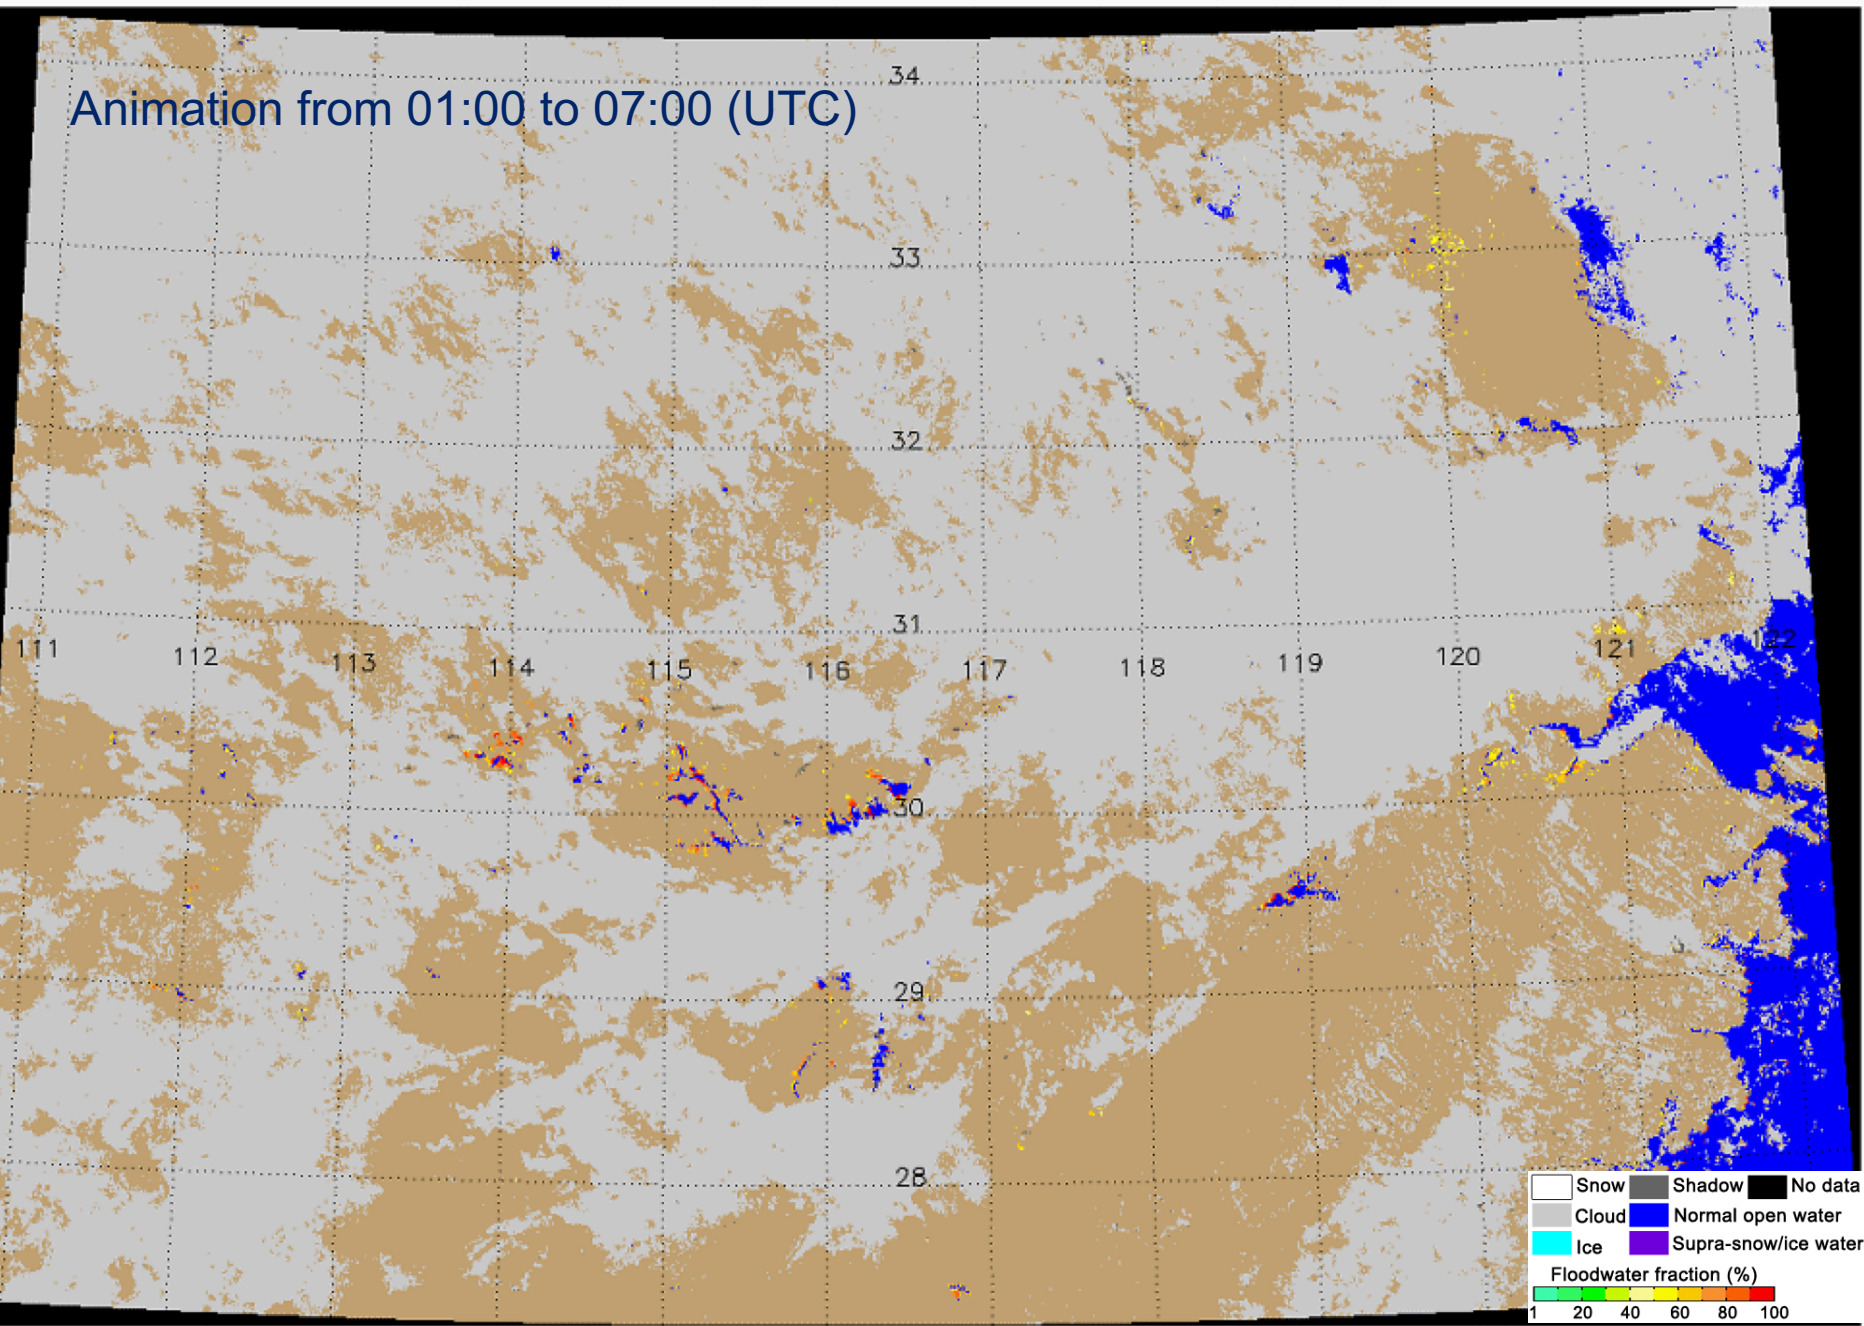 34
Animation from 01:00 to 07:00 (UTC)
33
32
31
111 112 113 114 115 116 117 118 119 120 121 122
30
29
28
Snow Shadow No data
Cloud Normal open water
Ice Supra-snow/ice water
Floodwater fraction (%)
1 20 40 60 80 100